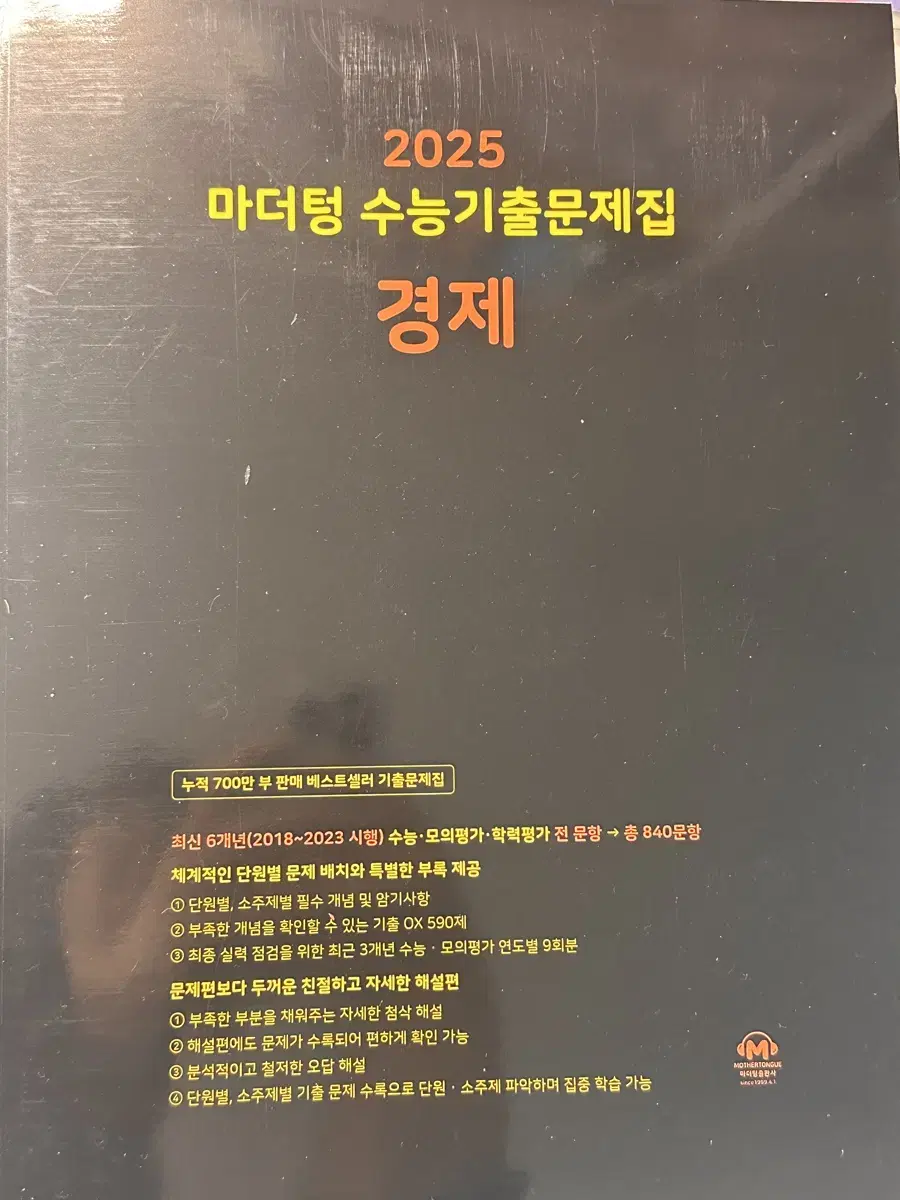 2025
마더텅 수능기출문제집
경제
누적 700만 부 판매 베스트셀러 기출문제집
최신 6개년(2018~2023 시행) 수능·모의평가·학력평가 전 문항 → 총 840문항
체계적인 단원별 문제 배치와 특별한 부록 제공
① 단원별, 소주제별 필수 개념 및 암기사항
② 부족한 개념을 확인할 수 있는 기출 OX 590제
③ 최종 실력 점검을 위한 최근 3개년 수능 · 모의평가 연도별 9회분
문제편보다 두꺼운 친절하고 자세한 해설편
① 부족한 부분을 채워주는 자세한 첨삭 해설
② 해설편에도 문제가 수록되어 편하게 확인 가능
③ 분석적이고 철저한 오답 해설
④ 단원별, 소주제별 기출 문제 수록으로 단원 · 소주제 파악하며 집중 학습 가능
M
MOTHERTONGUE
마더텅출판사
since 1999.4.1